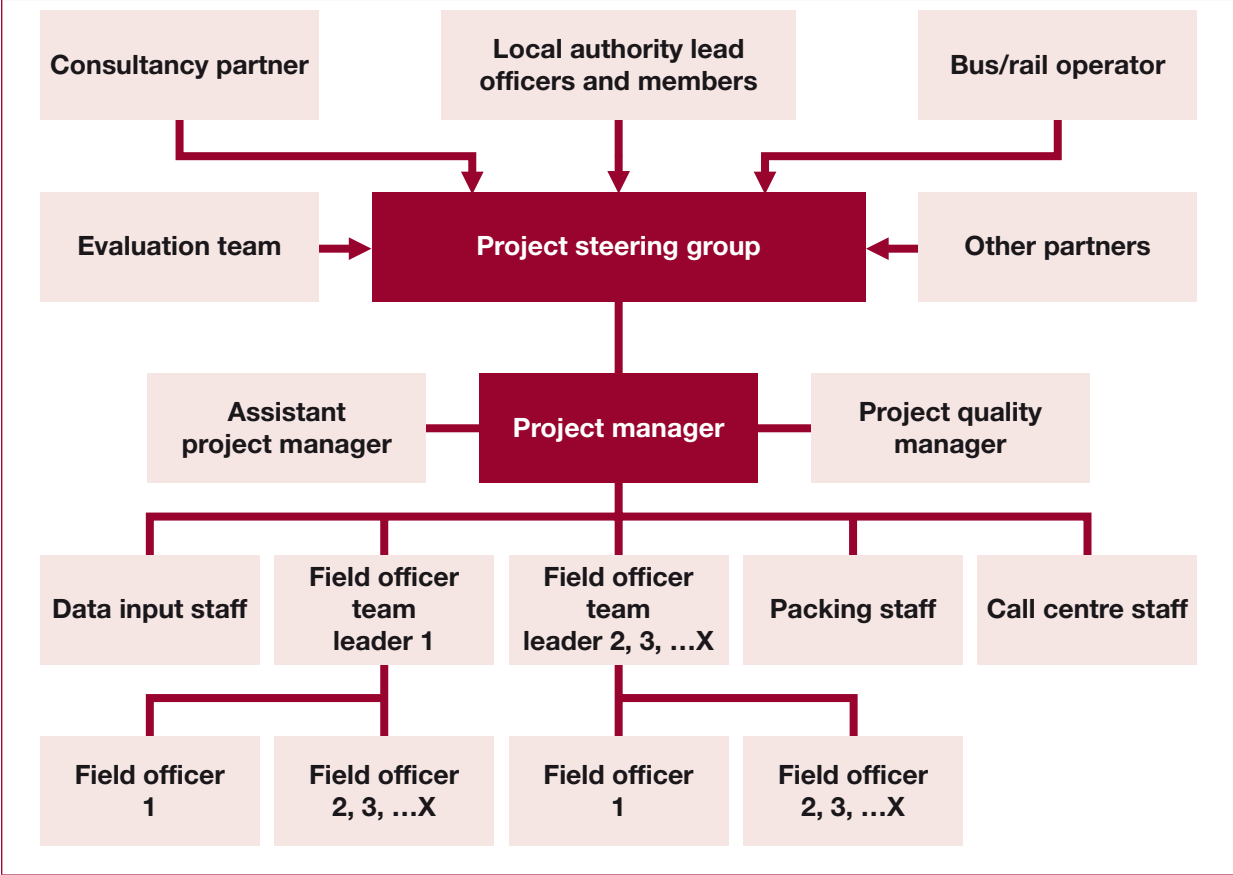 Consultancy partner
Local authority lead
officers and members
Bus/rail operator
Evaluation team
Project steering group
Other partners
Assistant
project manager
Project manager
Project quality
manager
Data input staff
Field officer
team
leader 1
Field officer
team
leader 2, 3, …X
Packing staff
Call centre staff
Field officer
1
Field officer
2, 3, …X
Field officer
1
Field officer
2, 3, …X